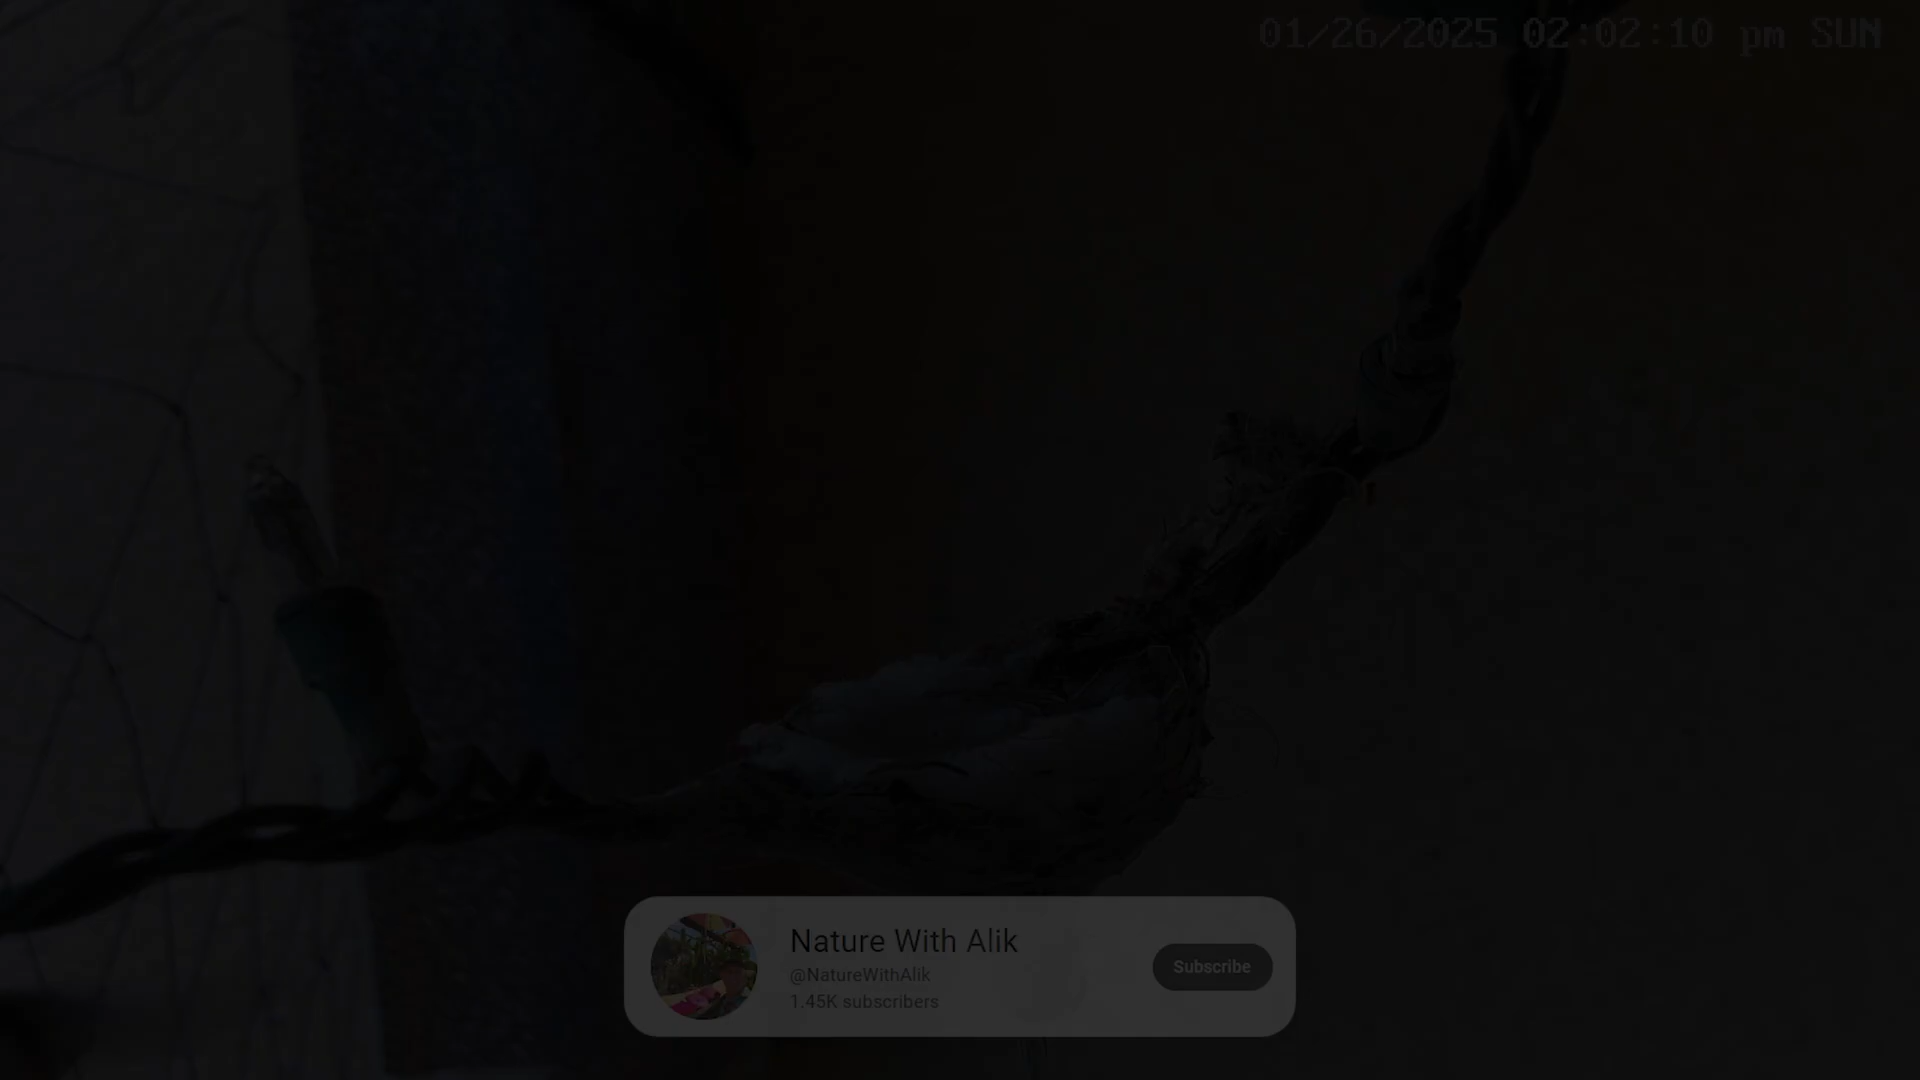 01/26/2025 02:02:10 pm SUN
Nature With Alik
@NatureWithAlik
1.45K subscribers
Subscribe